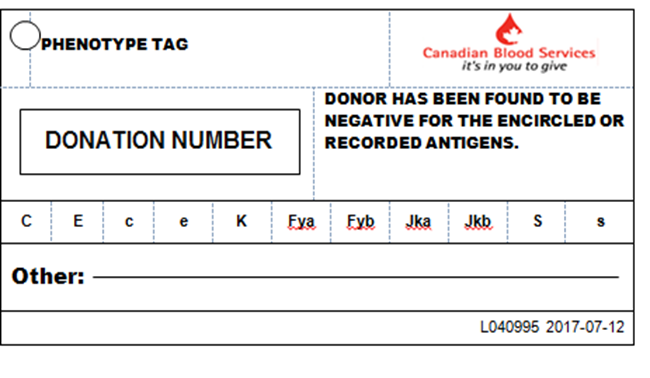 PHENOTYPE TAG
Canadian Blood Services
it's in you to give
DONATION NUMBER
DONOR HAS BEEN FOUND TO BE
NEGATIVE FOR THE ENCIRCLED OR
RECORDED ANTIGENS.
C E c e K Fya Fyb Jka Jkb S s
Other:
L040995 2017-07-12